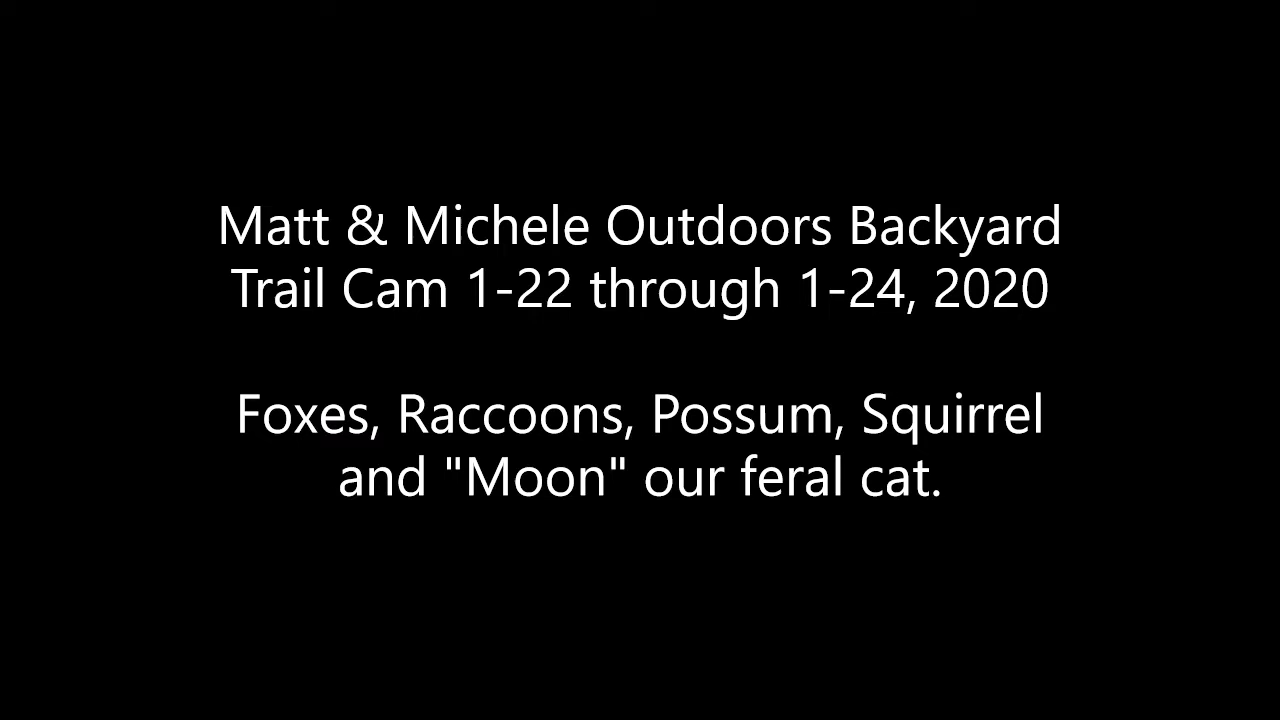 Matt & Michele Outdoors Backyard
Trail Cam 1-22 through 1-24, 2020
Foxes, Raccoons, Possum, Squirrel
and "Moon" our feral cat.